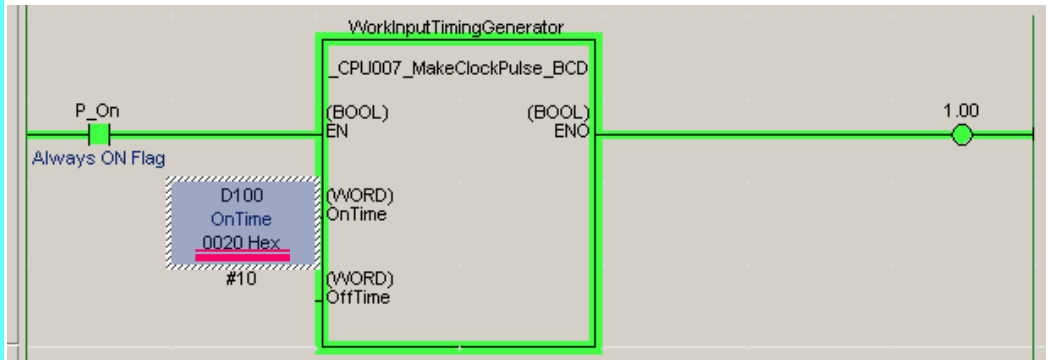 WorkInputTimingGenerator
_CPU007_MakeClockPulse_BCD
P_On
(BOOL)
EN
(BOOL)
ENO
1.00
Always ON Flag
D100
OnTime
0020 Hex
(WORD)
OnTime
#10
(WORD)
OffTime